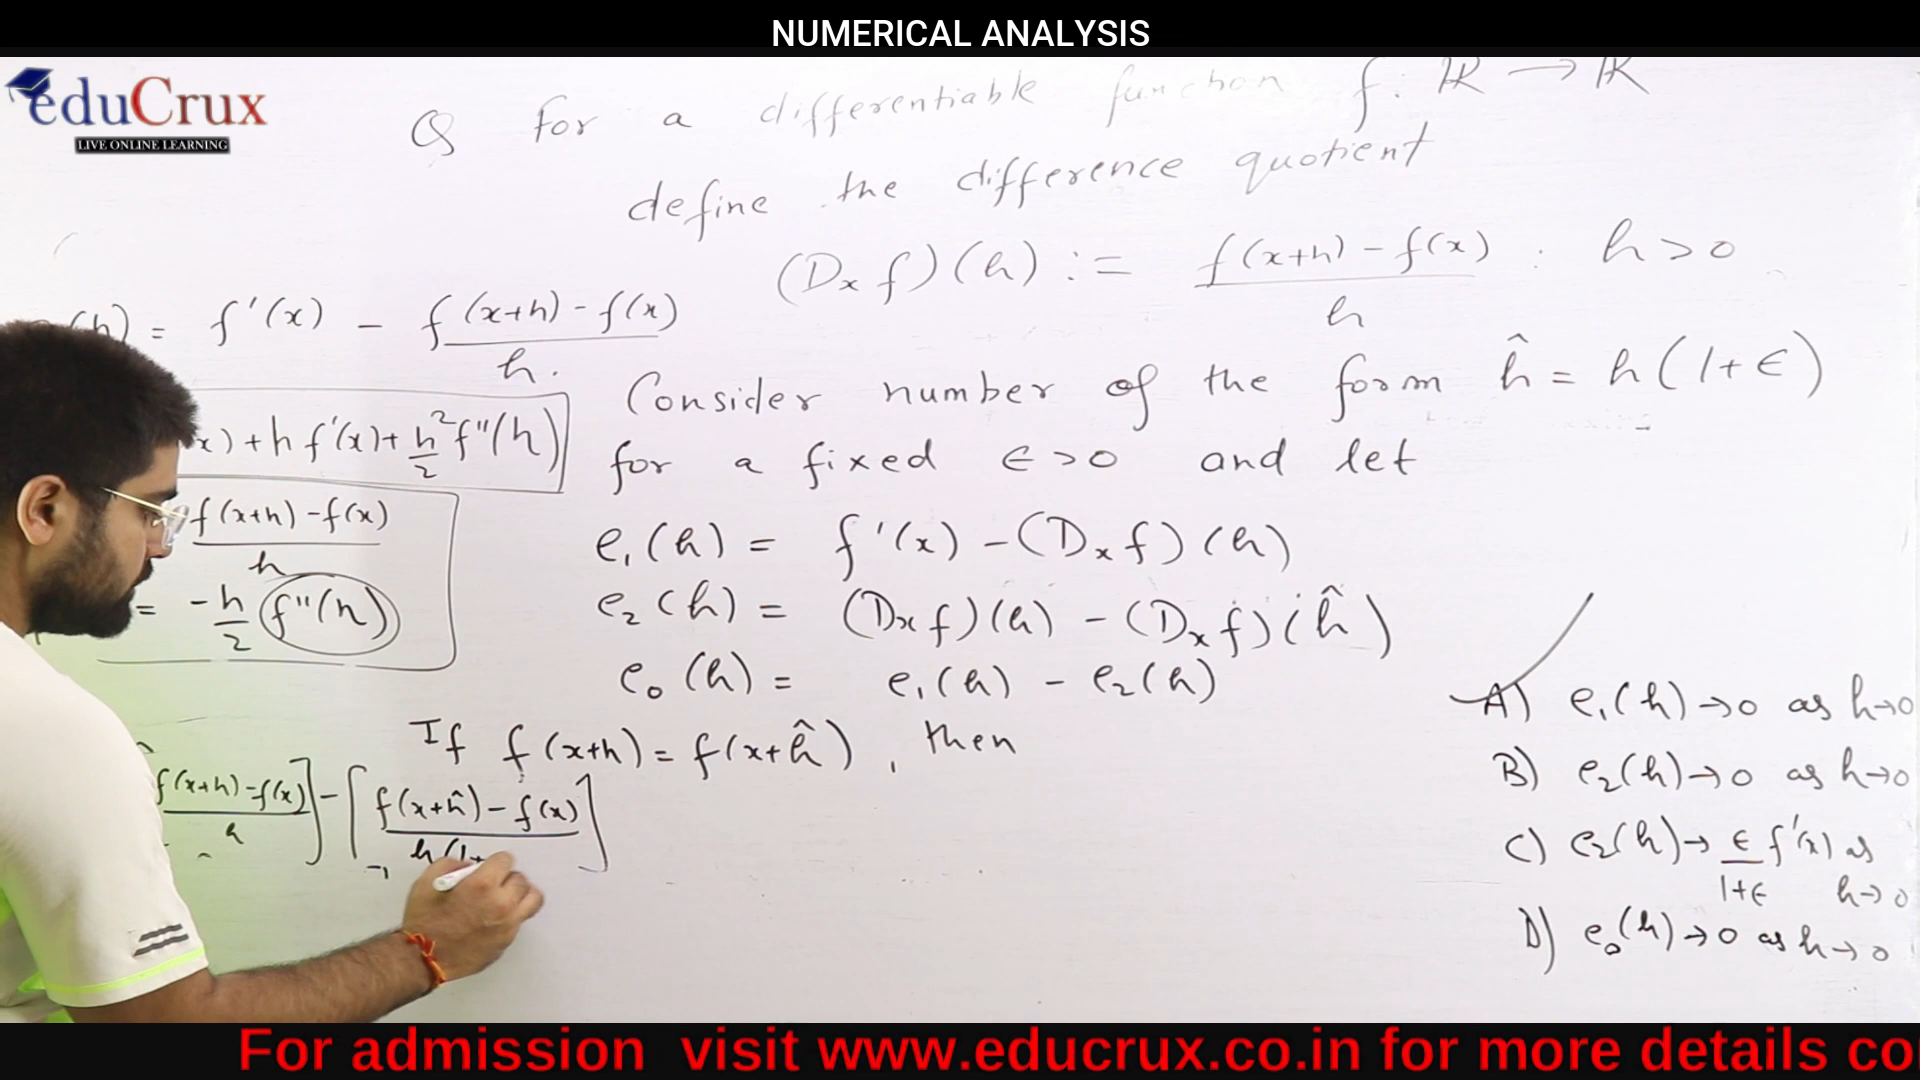 NUMERICAL ANALYSIS
eduCrux
LIVE ONLINE LEARNING
Q For a differentiable function f: ℝ → ℝ
define the difference quotient
(Dₓf)(h) := f(x+h) - f(x) / h : h>0
(h) = f'(x) - f(x+h) - f(x) / h.
Consider number of the form ĥ = h(1+ϵ)
x) + h f'(x) + h²/2 f''(h)
for a fixed ϵ>0 and let
f(x+h) - f(x) / h
e₁(h) = f'(x) - (Dₓf)(h)
= -h/2 f''(h)
e₂(h) = (Dₓf)(h) - (Dₓf)(ĥ)
e₀(h) = e₁(h) - e₂(h)
If f(x+h) = f(x+ĥ), then
f(x+h) - f(x) / h] - [f(x+ĥ) - f(x) / h(1+]
A) e₁(h)→0 as h→0
B) e₂(h)→0 as h→0
C) e₂(h)→ ϵ/1+ϵ f'(x) as
h→0
D) e₀(h)→0 as h→0
For admission visit www.educrux.co.in for more details co